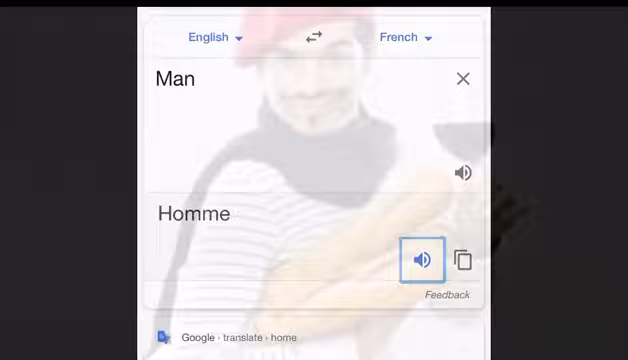 English French
Man
Homme
Feedback
Google › translate › home